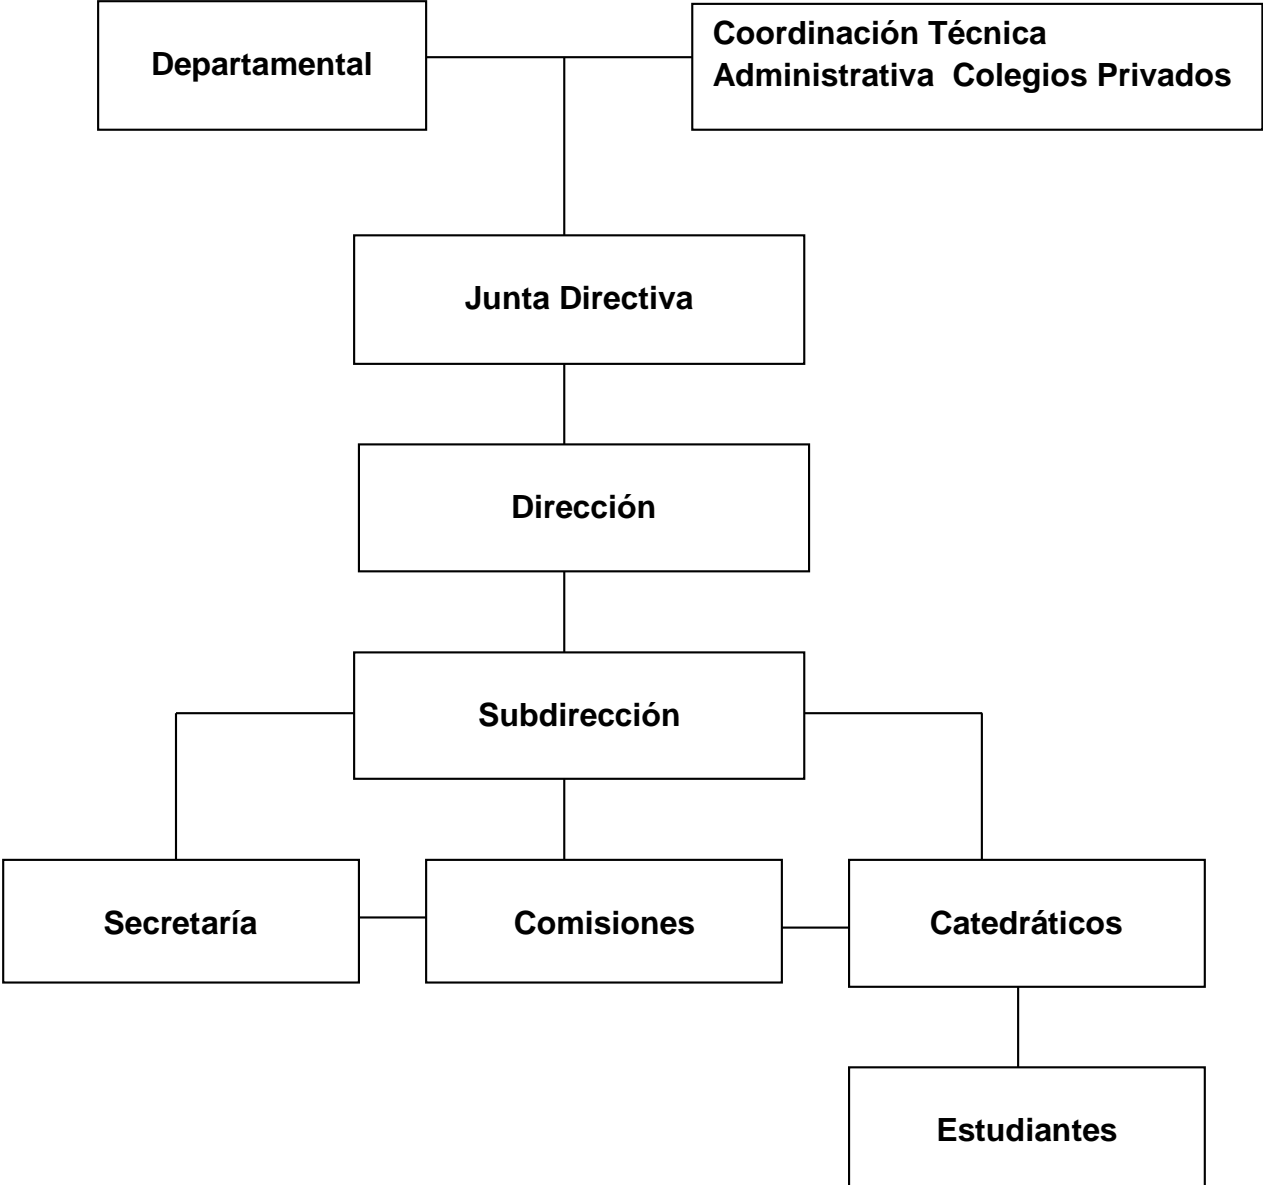 Departamental
Coordinación Técnica
Administrativa  Colegios Privados
Junta Directiva
Dirección
Subdirección
Secretaría
Comisiones
Catedráticos
Estudiantes